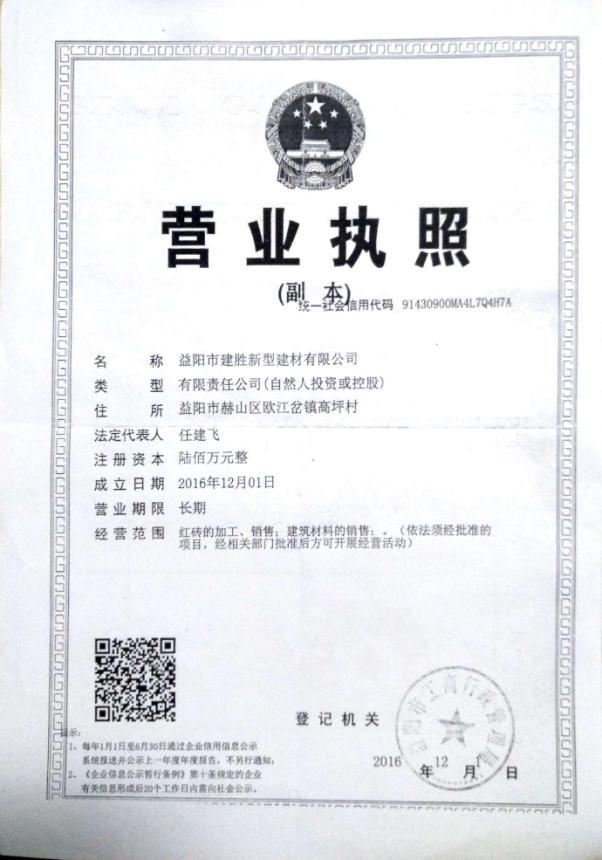 营业执照
(副 本)
统一社会信用代码 91430900MA4L7Q4H7A
名 称 益阳市建胜新型建材有限公司
类 型 有限责任公司(自然人投资或控股)
住 所 益阳市赫山区欧江岔镇高坪村
法定代表人 任建飞
注册资本 陆佰万元整
成立日期 2016年12月01日
营业期限 长期
经营范围 红砖的加工、销售；建筑材料的销售；。（依法须经批准的
项目，经相关部门批准后方可开展经营活动）
登记机关
益阳市工商行政管理局
2016 年 12 月 1 日
提示：
1、每年1月1日至6月30日通过企业信用信息公示
系统报送并公示上一年度年度报告，不另行通知；
2、《企业信息公示暂行条例》第十条规定的企业
有关信息形成后20个工作日内需向社会公示。